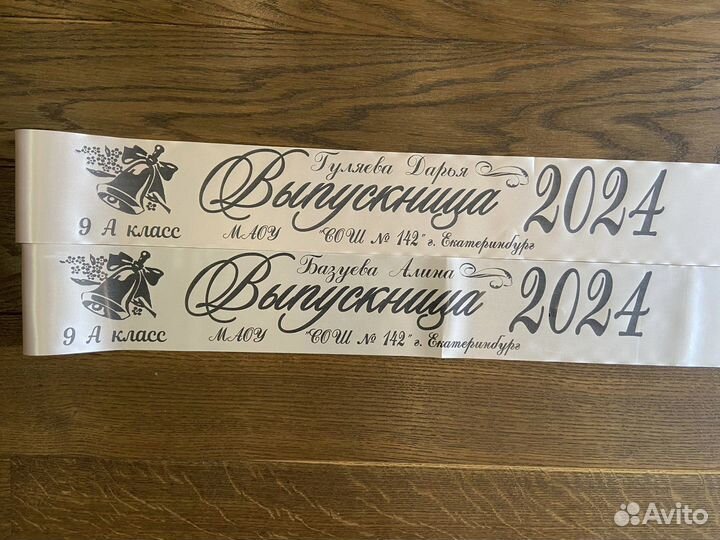 Гуляева Дарья
Выпускница 2024
9 А класс МАОУ "СОШ № 142" г. Екатеринбург
Базуева Алина
Выпускница 2024
9 А класс МАОУ "СОШ № 142" г. Екатеринбург
Avito